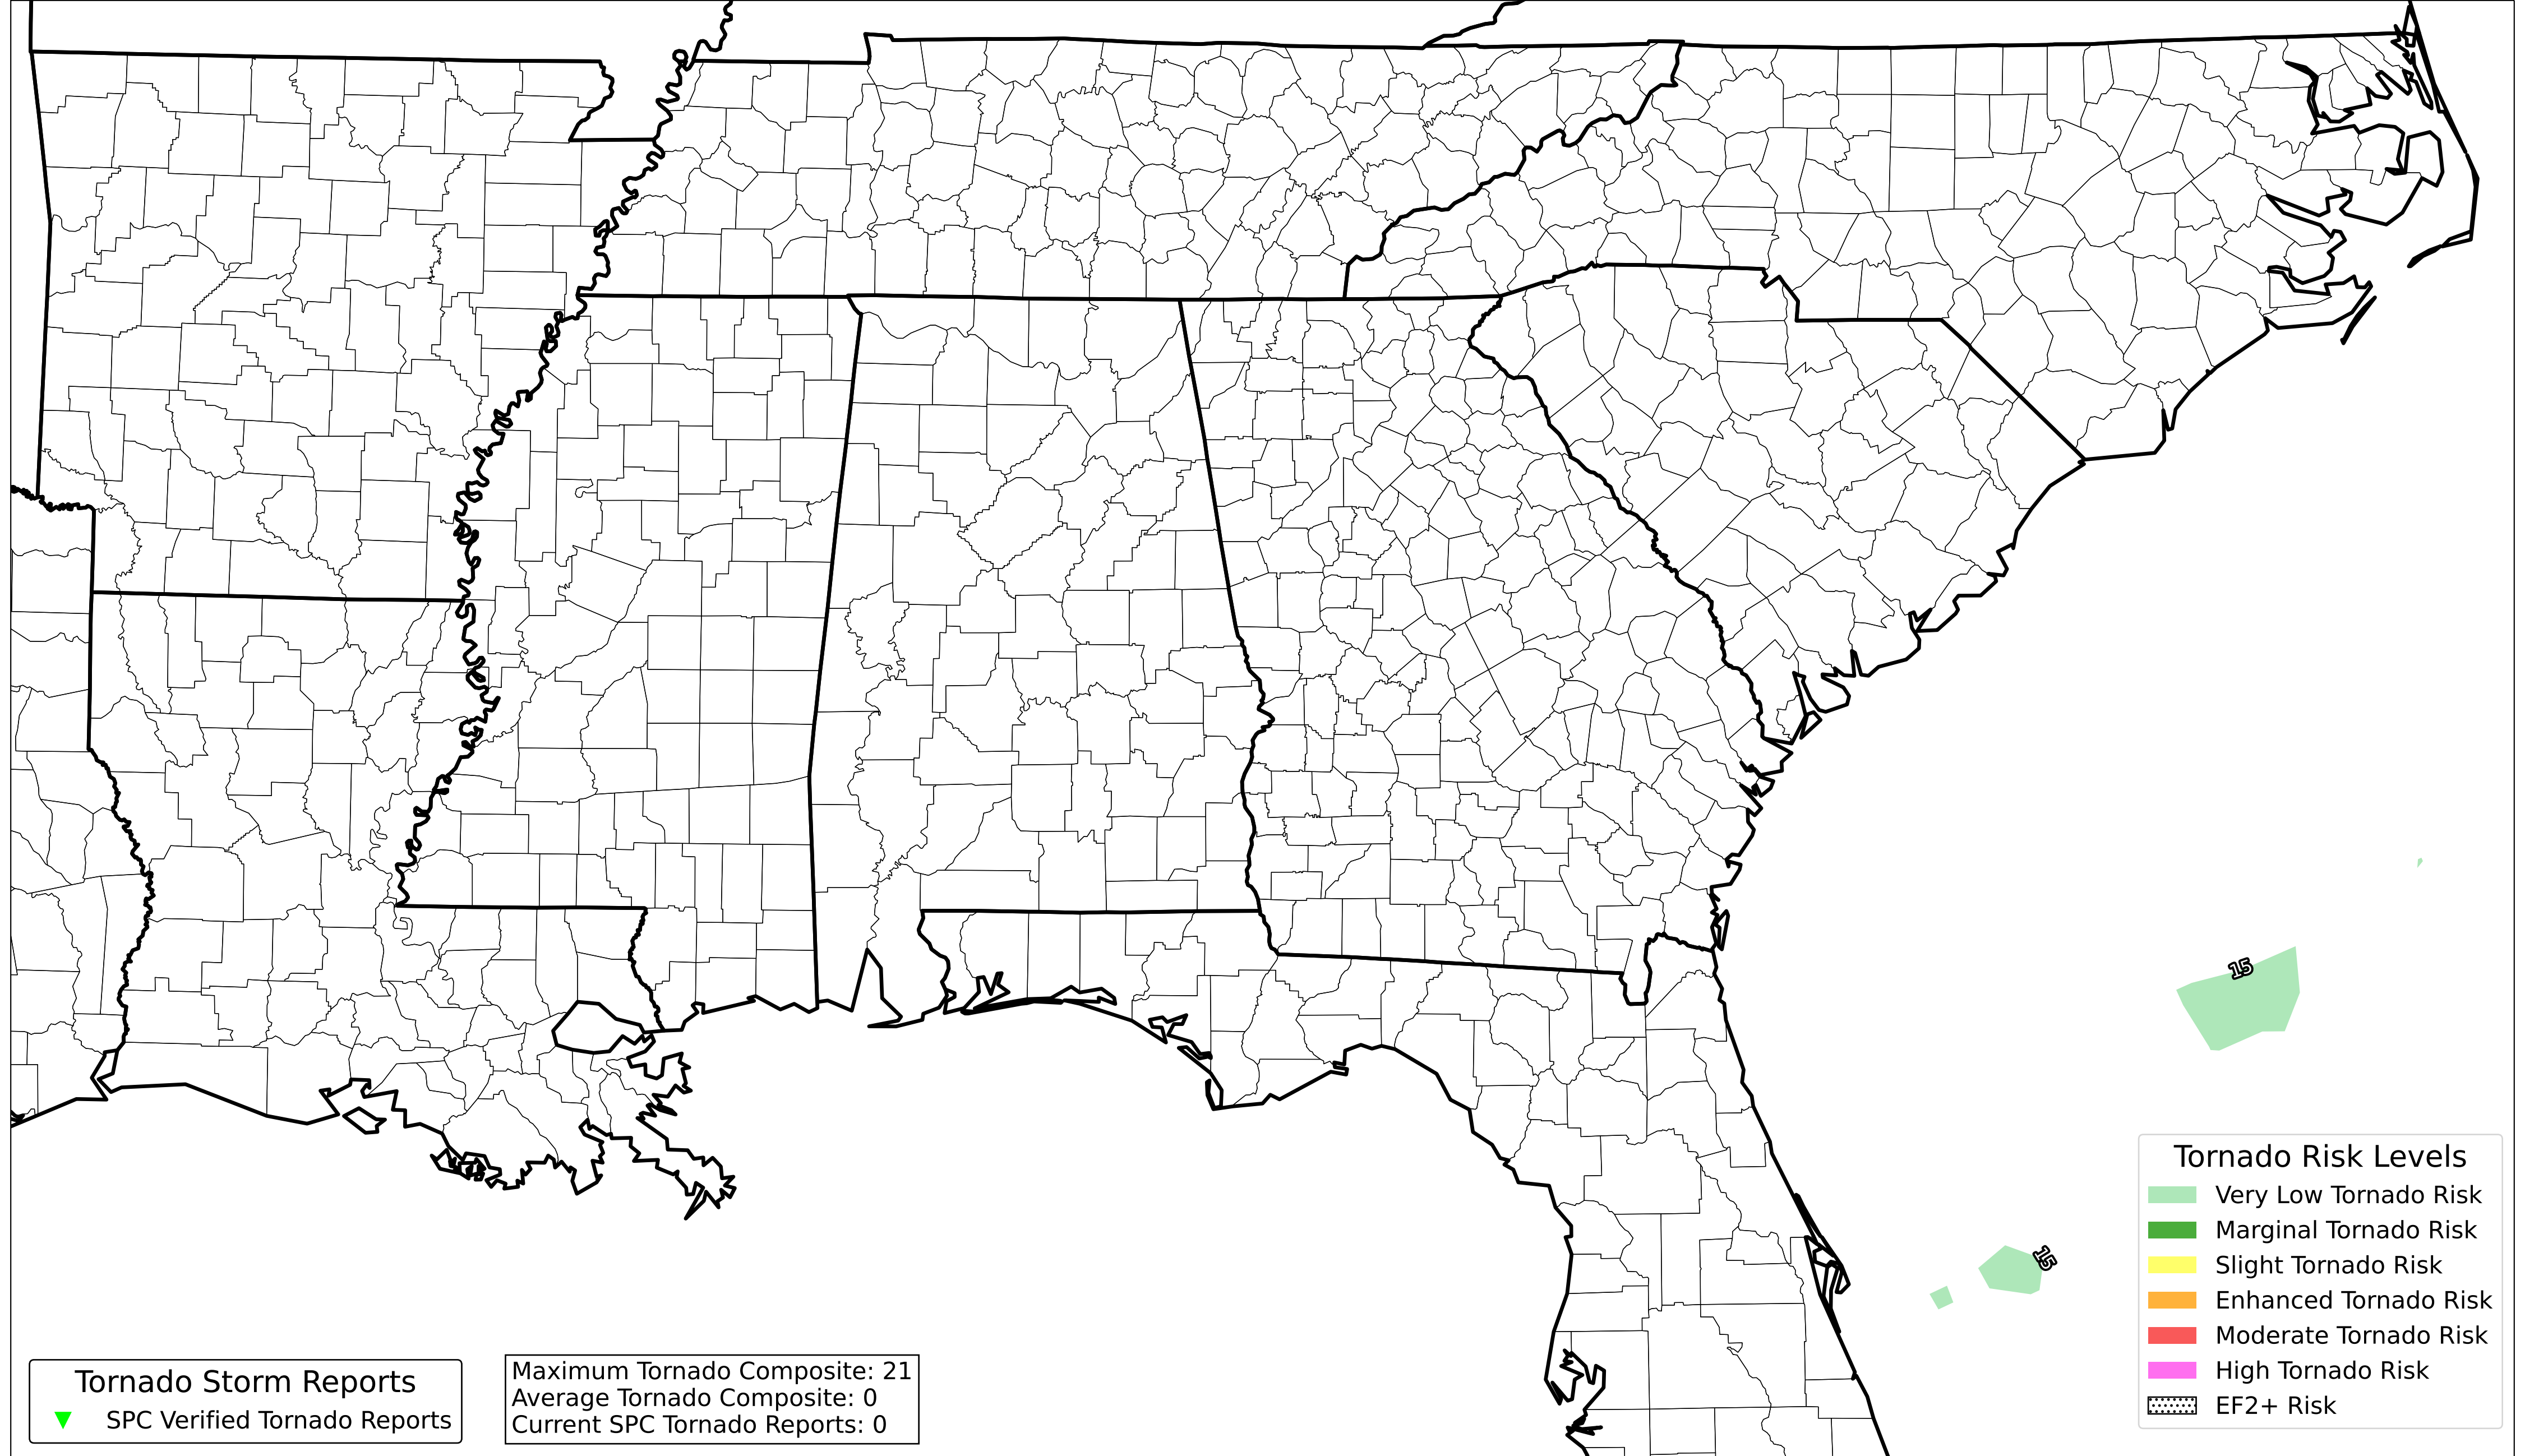 15
15
Tornado Risk Levels
Very Low Tornado Risk
Marginal Tornado Risk
Slight Tornado Risk
Enhanced Tornado Risk
Moderate Tornado Risk
High Tornado Risk
EF2+ Risk
Tornado Storm Reports
SPC Verified Tornado Reports
Maximum Tornado Composite: 21
Average Tornado Composite: 0
Current SPC Tornado Reports: 0